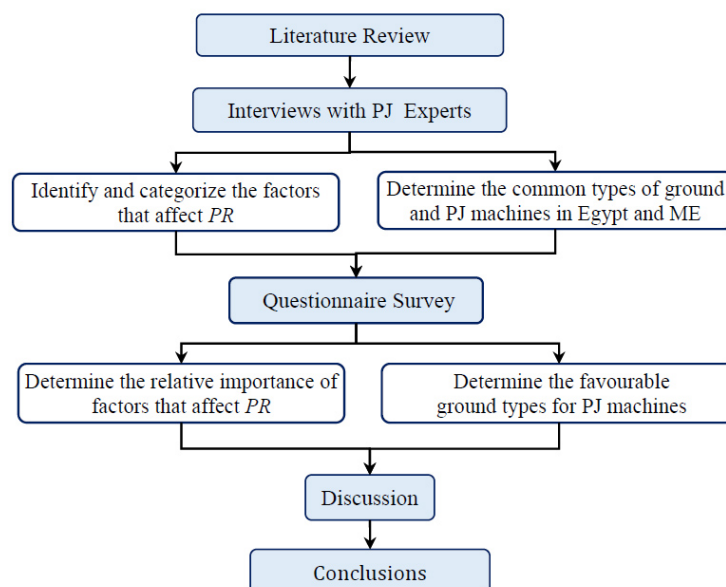 Literature Review
Interviews with PJ Experts
Identify and categorize the factors
that affect PR
Determine the common types of ground
and PJ machines in Egypt and ME
Questionnaire Survey
Determine the relative importance of
factors that affect PR
Determine the favourable
ground types for PJ machines
Discussion
Conclusions